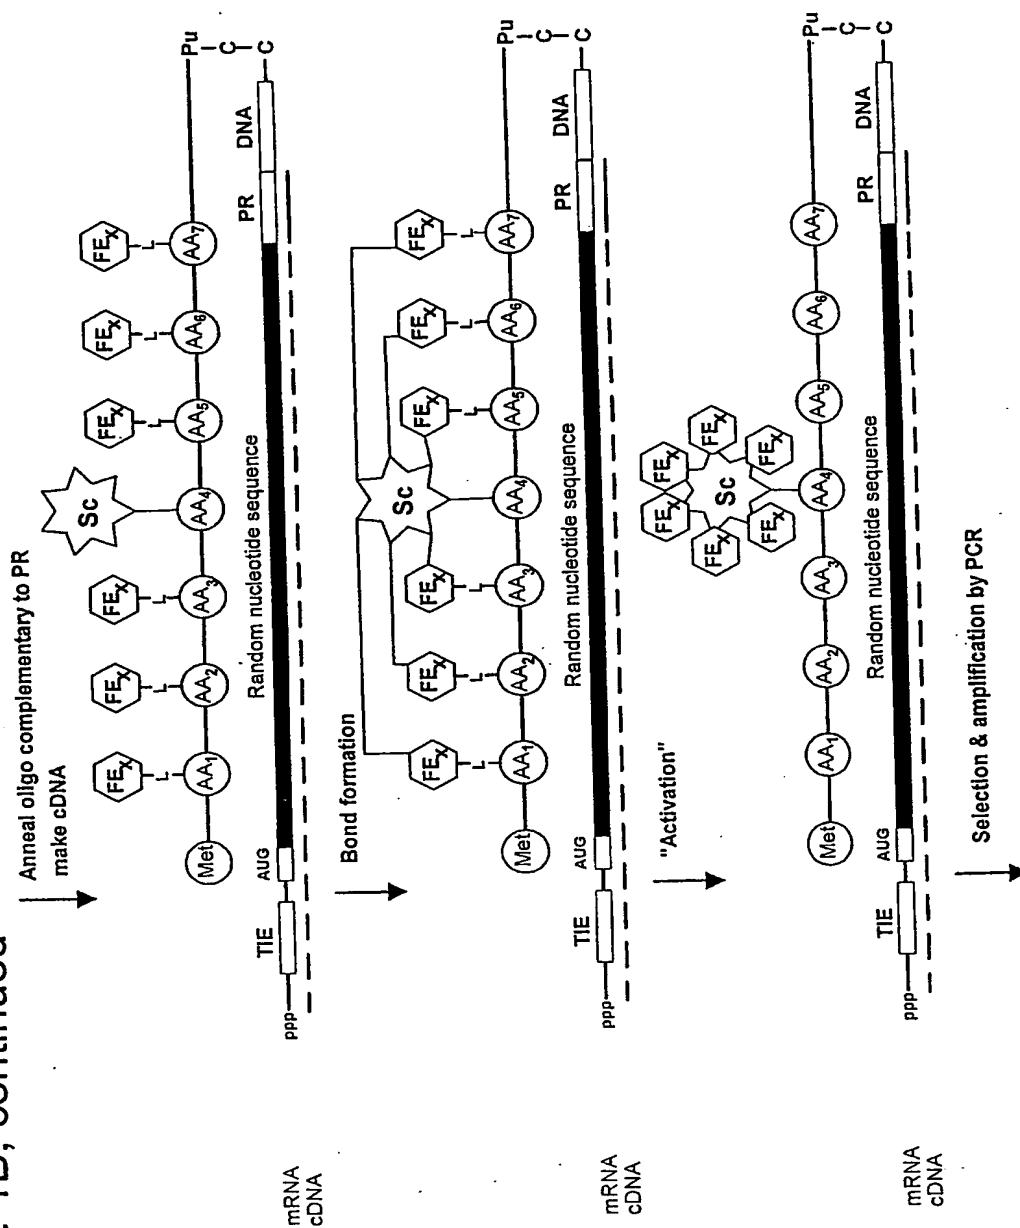 1B, continued
Anneal oligo complementary to PR
make cDNA
FEX FEX FEX Sc FEX FEX FEX
L L L L L L
Met AA1 AA2 AA3 AA4 AA5 AA6 AA7 Pu
C
C
Random nucleotide sequence
ppp TIE AUG PR DNA
mRNA
cDNA
Bond formation
FEX FEX FEX Sc FEX FEX FEX
L L L L L L
Met AA1 AA2 AA3 AA4 AA5 AA6 AA7 Pu
C
C
Random nucleotide sequence
ppp TIE AUG PR DNA
mRNA
cDNA
"Activation"
FEX FEX FEX Sc FEX FEX FEX
Met AA1 AA2 AA3 AA4 AA5 AA6 AA7 Pu
C
C
Random nucleotide sequence
ppp TIE AUG PR DNA
mRNA
cDNA
Selection & amplification by PCR